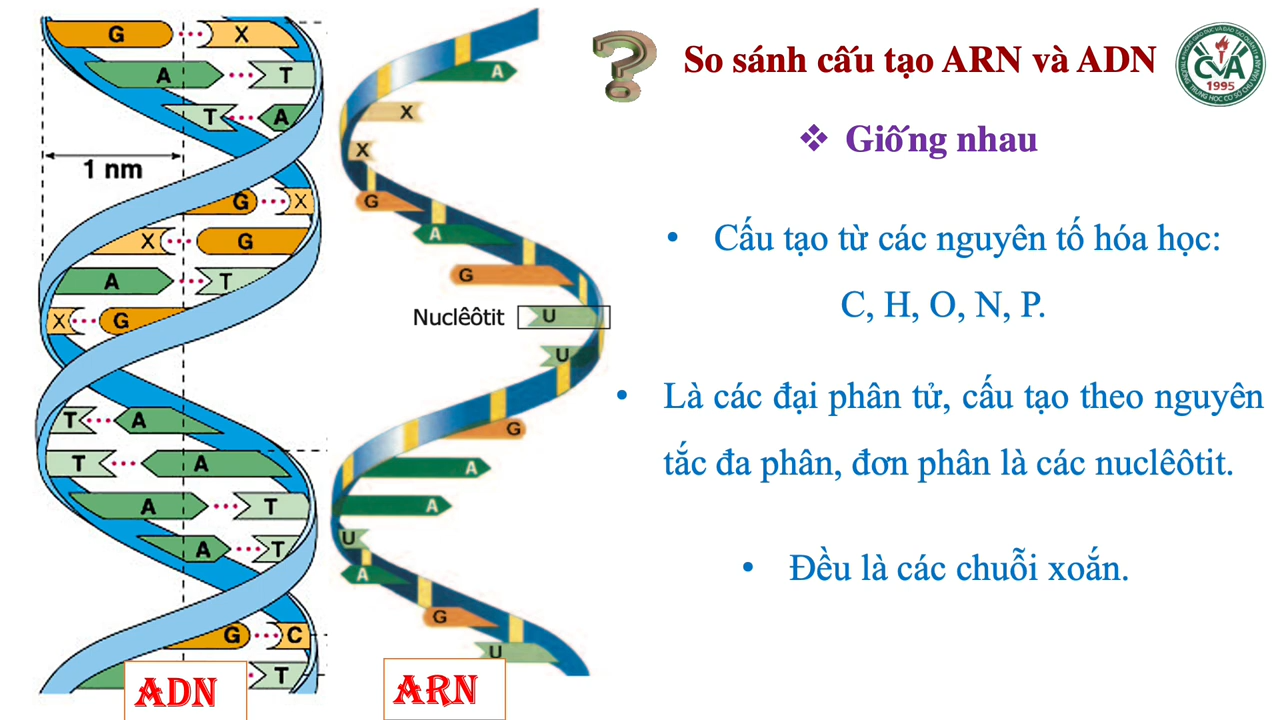 So sánh cấu tạo ARN và ADN
CVA
1995
❖ Giống nhau
• Cấu tạo từ các nguyên tố hóa học:
C, H, O, N, P.
• Là các đại phân tử, cấu tạo theo nguyên
tắc đa phân, đơn phân là các nuclêôtit.
• Đều là các chuỗi xoắn.
G X
A T
T A
1 nm
G X
X G
A T
X G
T A
T A
A T
A T
G C
T
ADN
A
X
X
G
A
G
Nuclêôtit U
U
G
A
A
U
A
G
U
ARN